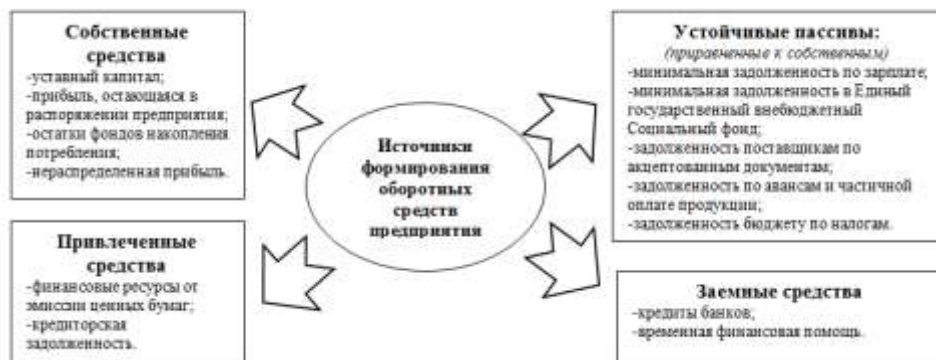 Собственные
средства
-уставный капитал;
-прибыль, остающаяся в
распоряжении предприятия;
-остатки фондов накопления
потребления;
-нераспределенная прибыль.
Устойчивые пассивы:
(приравненные к собственным)
-минимальная задолженность по зарплате;
-минимальная задолженность в Единый
государственный внебюджетный
Социальный фонд;
-задолженность поставщикам по
акцептованным документам;
-задолженность по авансам и частичной
оплате продукции;
-задолженность бюджету по налогам.
Источники
формирования
оборотных
средств
предприятия
Привлеченные
средства
-финансовые ресурсы от
эмиссии ценных бумаг;
-кредиторская
задолженность.
Заемные средства
-кредиты банков;
-временная финансовая помощь.